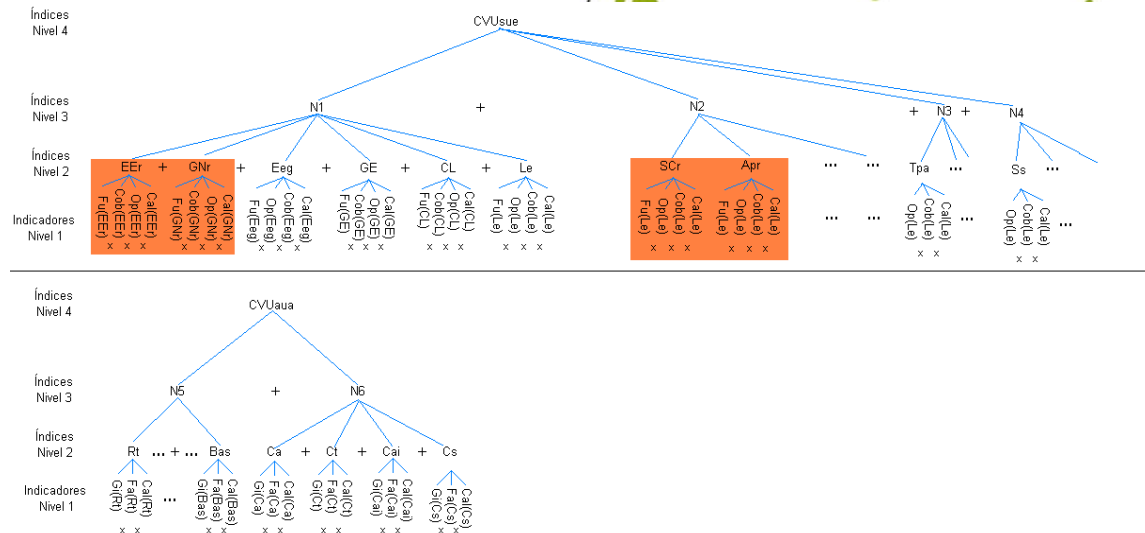 Índices
Nivel 4
CVUsue
Índices
Nivel 3
N1 + N2 + N3 + N4
Índices
Nivel 2
EEr + GNr + Eeg + GE + CL + Le SCr Apr ... ... Tpa ... Ss ...
Indicadores
Nivel 1
Fu(EEr) Cob(EEr) Op(EEr) Cal(EEr) Fu(GNr) Cob(GNr) Op(GNr) Cal(GNr) Fu(Eeg) Op(Eeg) Cob(Eeg) Cal(Eeg) Fu(GE) Op(GE) Cob(GE) Cal(GE) Fu(CL) Cob(CL) Op(CL) Cal(CL) Fu(Le) Op(Le) Cob(Le) Cal(Le) Fu(Le) Op(Le) Cob(Le) Cal(Le) Fu(Le) Op(Le) Cob(Le) Cal(Le) ... ... Op(Le) Cob(Le) Cal(Le) ... Op(Le) Cob(Le) Cal(Le) ...
x x x x x x x x x x x x x x x x x x x x x x x x x x x x
Índices
Nivel 4
CVUaua
Índices
Nivel 3
N5 + N6
Índices
Nivel 2
Rt ... + ... Bas Ca + Ct + Cai + Cs
Indicadores
Nivel 1
Gi(Rt) Fa(Rt) Cal(Rt) ... Gi(Bas) Fa(Bas) Cal(Bas) Gi(Ca) Fa(Ca) Cal(Ca) Gi(Ct) Fa(Ct) Cal(Ct) Gi(Cai) Fa(Cai) Cal(Cai) Gi(Cs) Fa(Cs) Cal(Cs)
x x x x x x x x x x x x